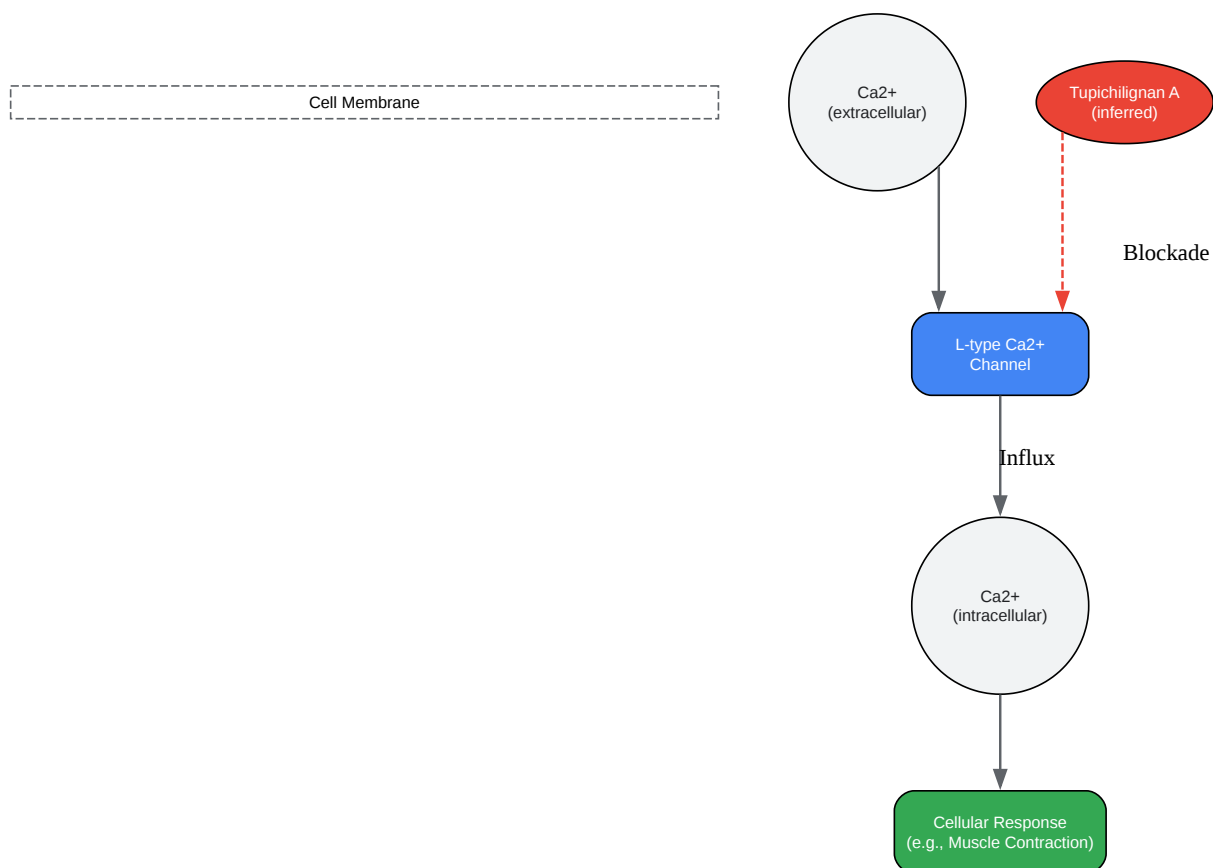 Cell Membrane
Ca2+
(extracellular)
Tupichilignan A
(inferred)
Blockade
L-type Ca2+
Channel
Influx
Ca2+
(intracellular)
Cellular Response
(e.g., Muscle Contraction)